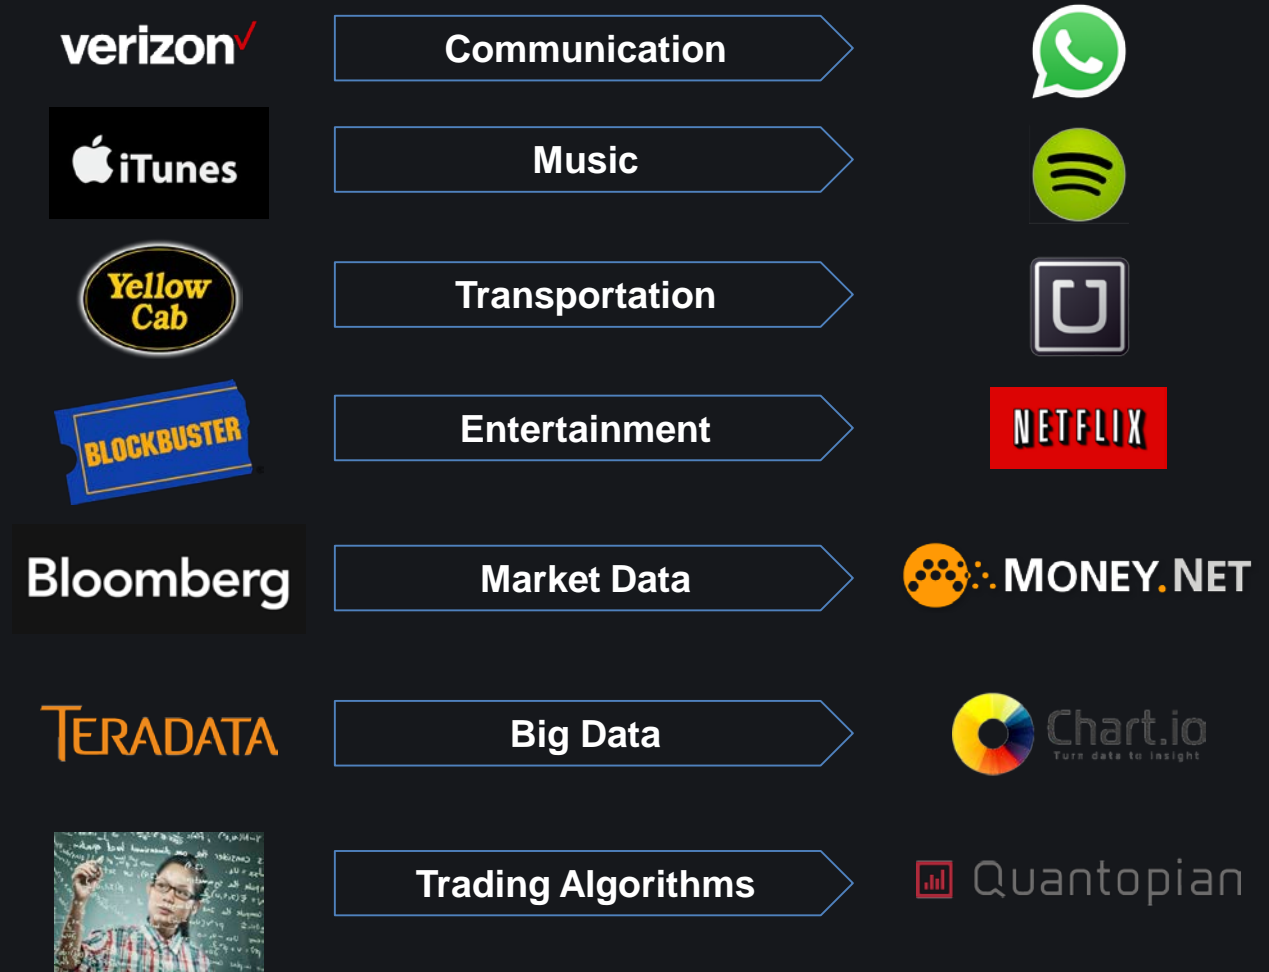 verizon
Communication
iTunes
Music
Yellow
Cab
Transportation
BLOCKBUSTER
Entertainment
NETFLIX
Bloomberg
Market Data
MONEY.NET
TERADATA
Big Data
Chart.io
Turn data to insight
Trading Algorithms
Quantopian